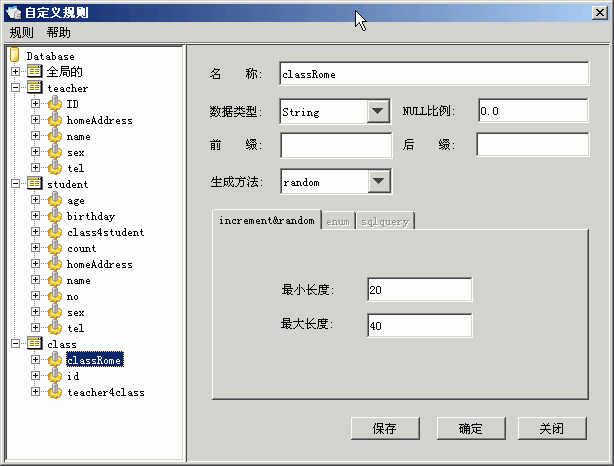 自定义规则
规则 帮助
Database
全局的
teacher
ID
homeAddress
name
sex
tel
student
age
birthday
class4student
count
homeAddress
name
no
sex
tel
class
classRome
id
teacher4class
名 称: classRome
数据类型: String NULL比例: 0.0
前 缀: 后 缀:
生成方法: random
increment&random enum sqlquery
最小长度: 20
最大长度: 40
保存 确定 关闭